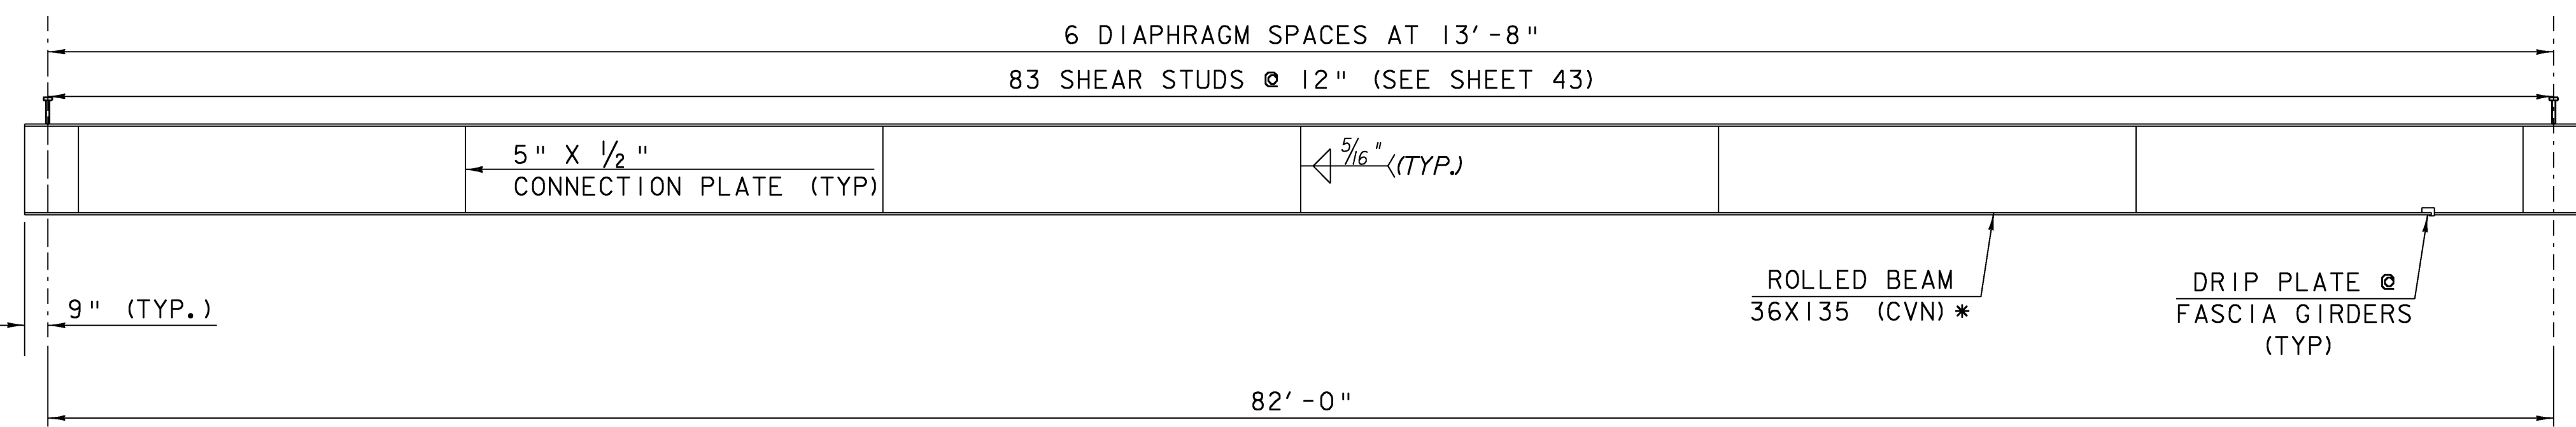 6 DIAPHRAGM SPACES AT 13'-8"
83 SHEAR STUDS @ 12" (SEE SHEET 43)
5" X 1/2"
CONNECTION PLATE (TYP)
5/16" (TYP.)
ROLLED BEAM
36X135 (CVN)*
DRIP PLATE @
FASCIA GIRDERS
(TYP)
9" (TYP.)
82'-0"